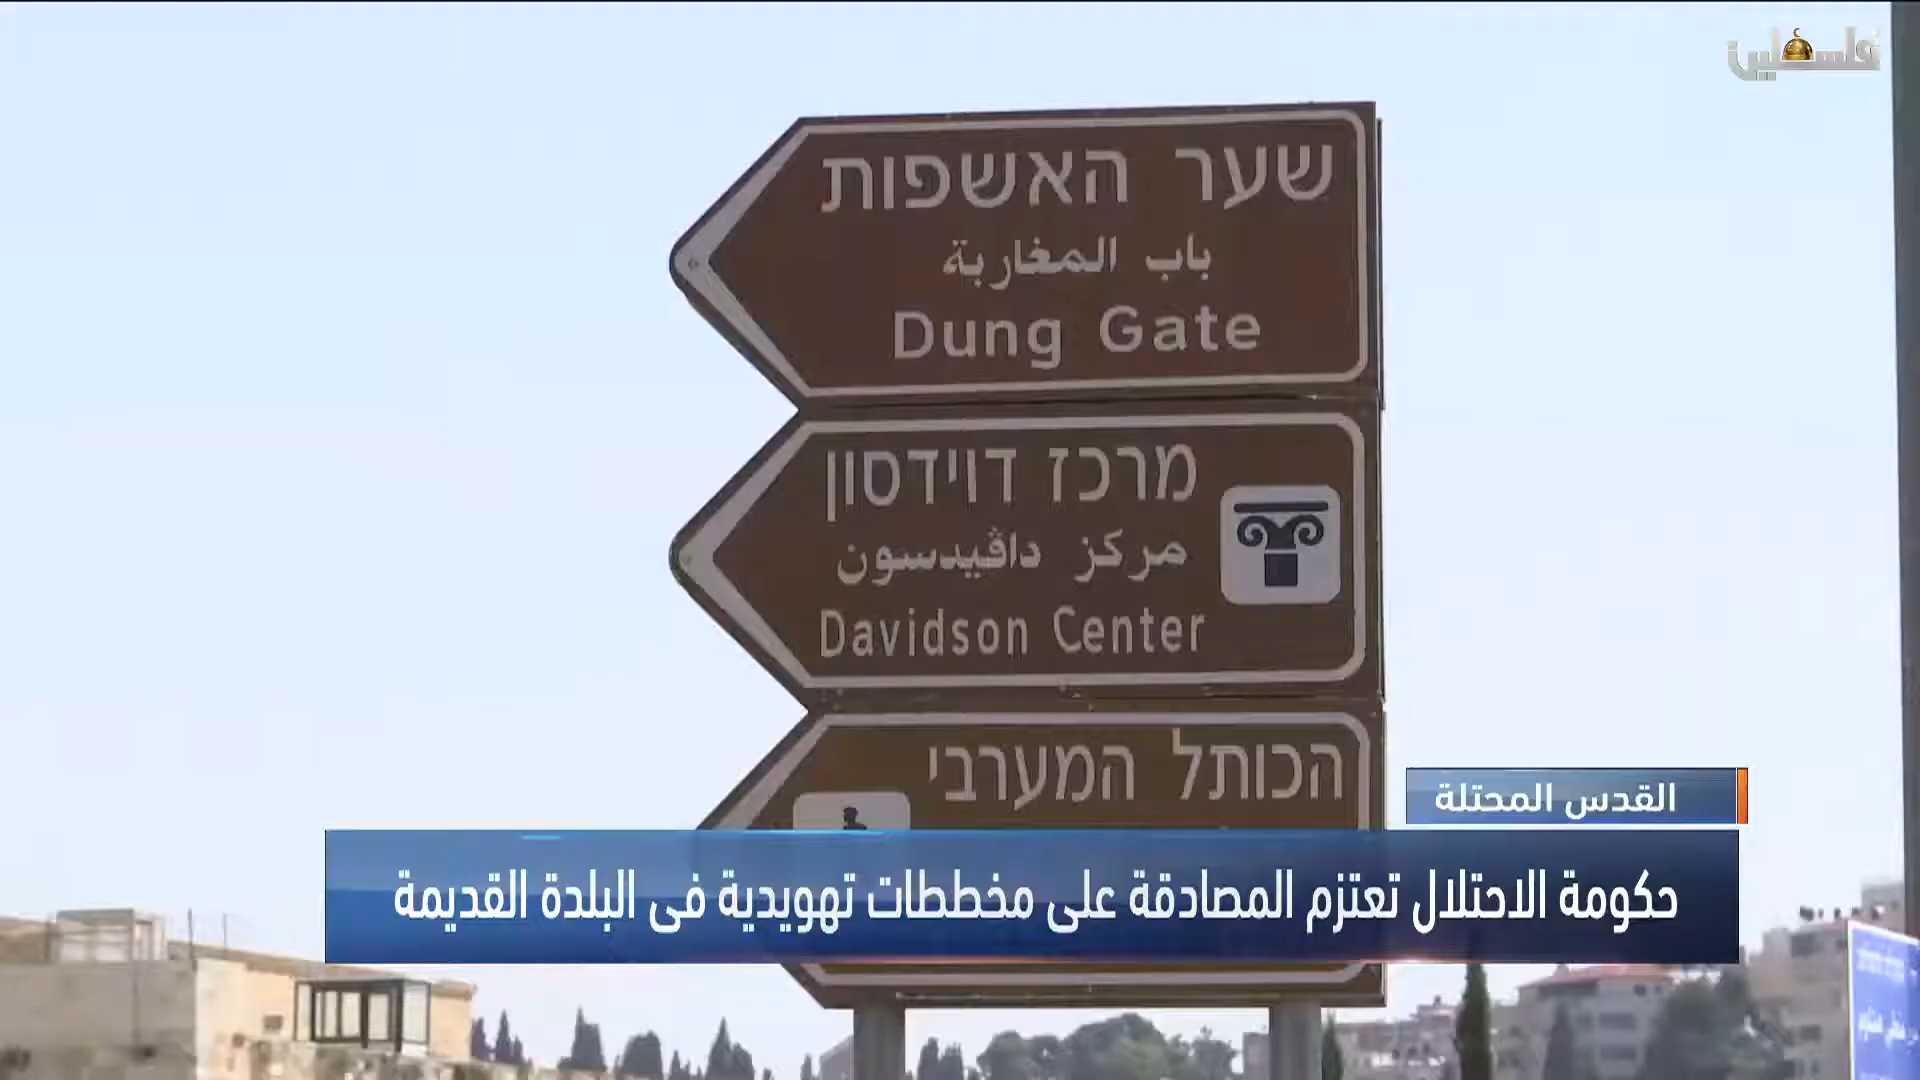 فلسطين
שער האשפות
باب المغاربة
Dung Gate
מרכז דוידסון
مركز داڤيدسون
Davidson Center
הכותל המערבי
القدس المحتلة
حكومة الاحتلال تعتزم المصادقة على مخططات تهويدية في البلدة القديمة